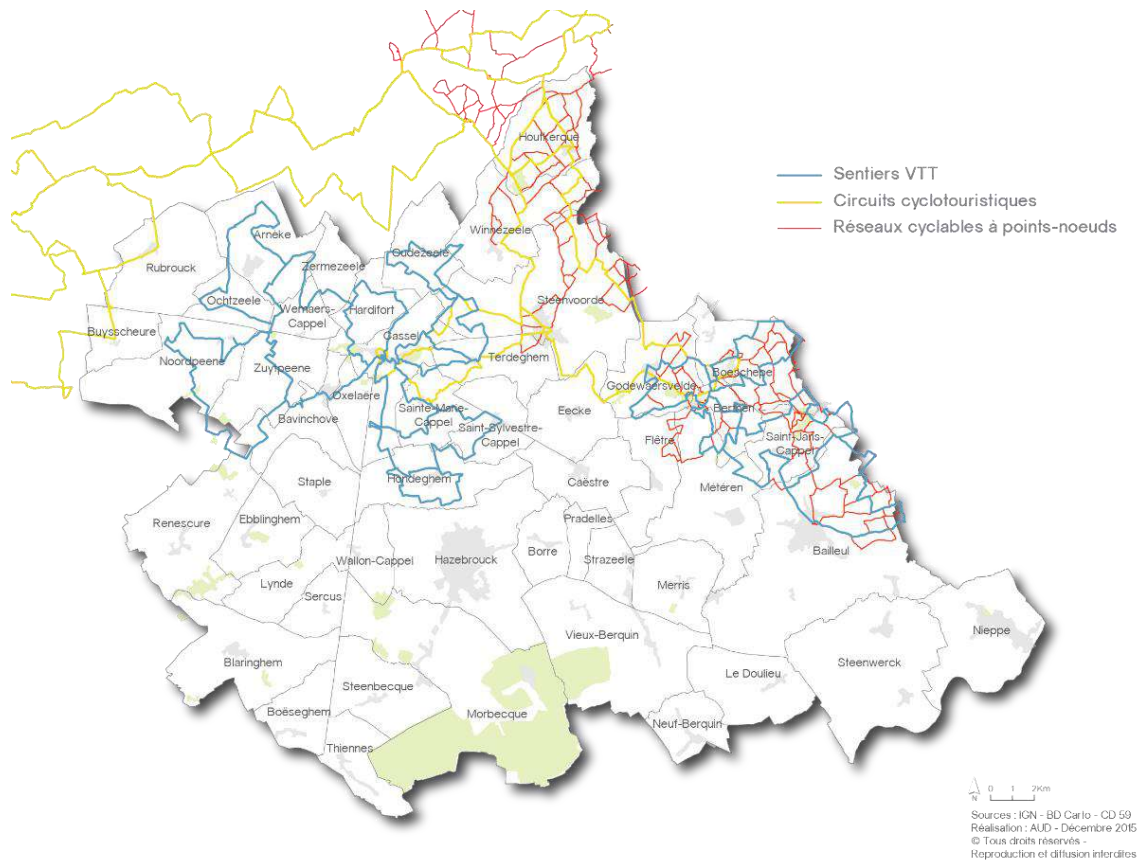 Houtkerque
Sentiers VTT
Circuits cyclotouristiques
Réseaux cyclables à points-noeuds
Winnezeele
Arnèke
Oudezeele
Rubrouck
Zermezeele
Ochtzeele
Steenvoorde
Wemaers-
Cappel
Hardifort
Buysscheure
Cassel
Noordpeene
Terdeghem
Zuytpeene
Boeschepe
Godewaersvelde
Oxelaere
Berthen
Sainte-Marie-
Cappel
Bavinchove
Eecke
Saint-Sylvestre-
Cappel
Flêtre
Saint-Jans-
Cappel
Hondeghem
Staple
Caëstre
Méteren
Renescure
Ebblinghem
Pradelles
Bailleul
Wallon-Cappel
Hazebrouck
Borre
Strazeele
Lynde
Merris
Sercus
Nieppe
Vieux-Berquin
Blaringhem
Steenwerck
Le Doulieu
Steenbecque
Boëseghem
Morbecque
Neuf-Berquin
Thiennes
N
0 1 2Km
Sources : IGN - BD Carto - CD 59
Réalisation : AUD - Décembre 2015
© Tous droits réservés -
Reproduction et diffusion interdites